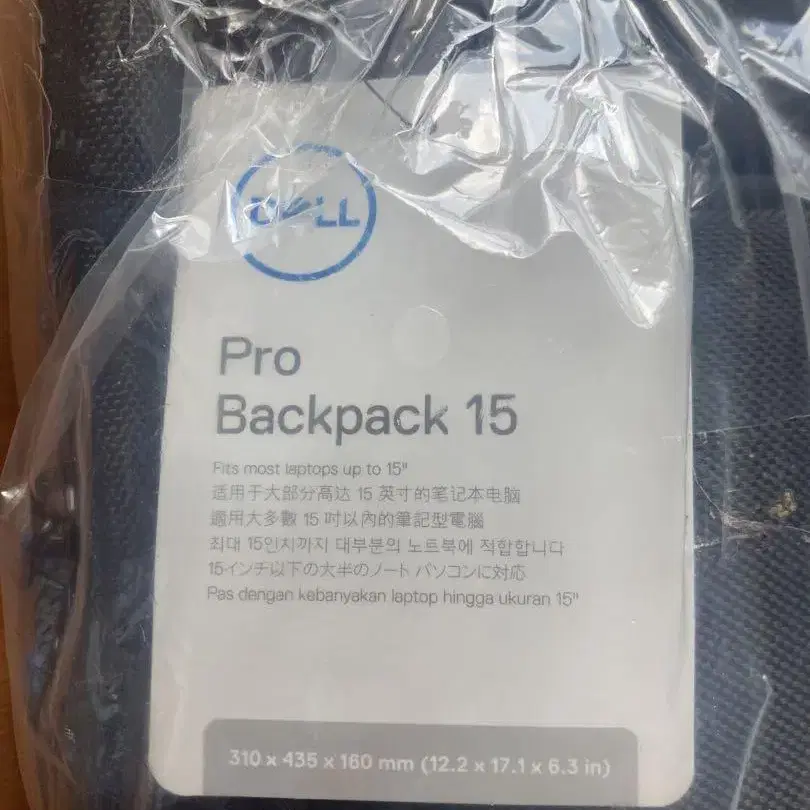 DELL
Pro
Backpack 15
Fits most laptops up to 15"
适用于大部分高达 15 英寸的笔记本电脑
適用大多數 15 吋以內的筆記型電腦
최대 15인치까지 대부분의 노트북에 적합합니다
15インチ以下の大半のノート パソコンに対応
Pas dengan kebanyakan laptop hingga ukuran 15"
310 x 435 x 160 mm (12.2 x 17.1 x 6.3 in)